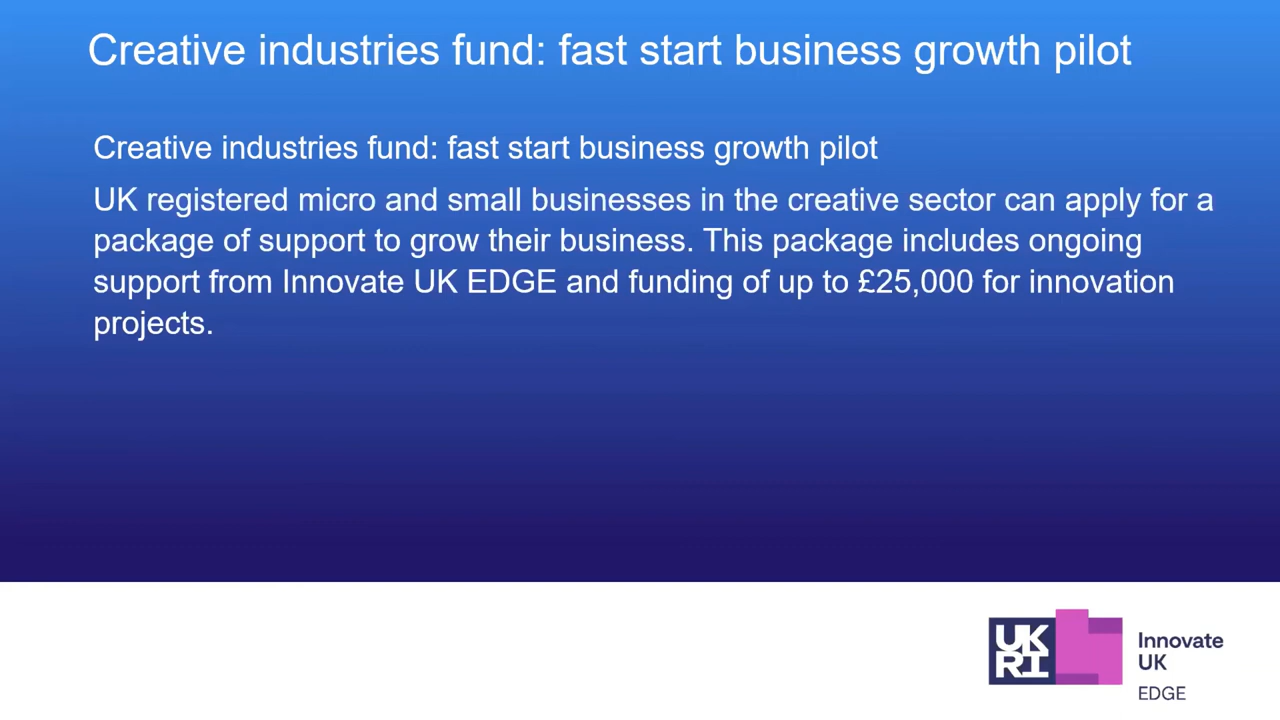 Creative industries fund: fast start business growth pilot
Creative industries fund: fast start business growth pilot
UK registered micro and small businesses in the creative sector can apply for a
package of support to grow their business. This package includes ongoing
support from Innovate UK EDGE and funding of up to £25,000 for innovation
projects.
UK
RI
Innovate
UK
EDGE